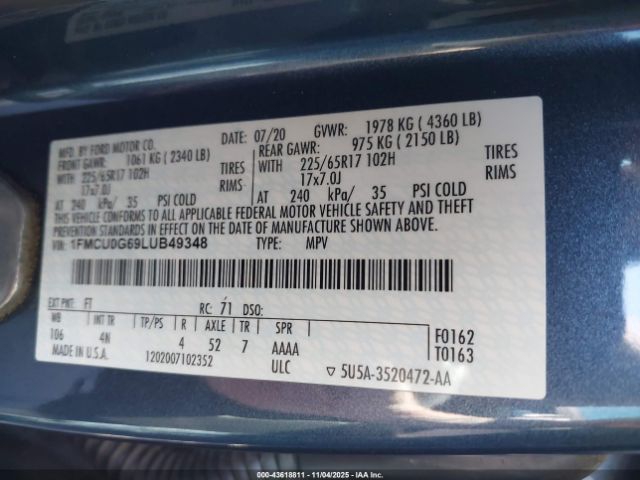 MFD. BY FORD MOTOR CO. DATE: 07/20 GVWR: 1978 KG ( 4360 LB)
FRONT GAWR: 1061 KG ( 2340 LB) REAR GAWR: 975 KG ( 2150 LB)
WITH 225/65R17 102H TIRES WITH 225/65R17 102H TIRES
17x7.0J RIMS 17x7.0J RIMS
AT 240 kPa/ 35 PSI COLD AT 240 kPa/ 35 PSI COLD
THIS VEHICLE CONFORMS TO ALL APPLICABLE FEDERAL MOTOR VEHICLE SAFETY AND THEFT
PREVENTION STANDARDS IN EFFECT ON THE DATE OF MANUFACTURE SHOWN ABOVE.
VIN: 1FMCU0G69LUB49348 TYPE: MPV
EXT PNT: FT RC: 71 DSO:
WB INT TR TP/PS R AXLE TR SPR
106 4N 4 52 7 AAAA F0162
MADE IN U.S.A. 1202007102352 ULC T0163
▽ 5U5A-3520472-AA
000-43618811 - 11/04/2025 - IAAI.COM